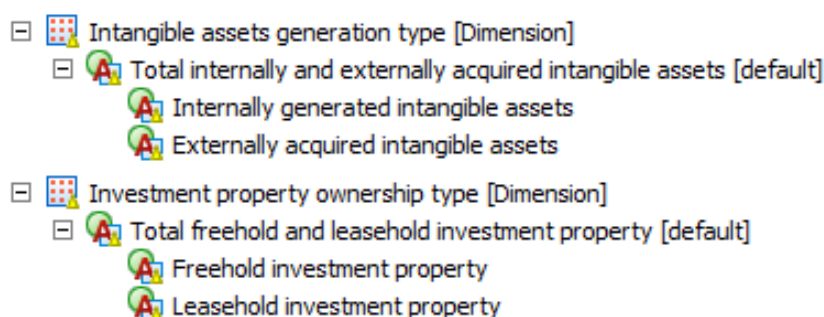 Intangible assets generation type [Dimension]
Total internally and externally acquired intangible assets [default]
Internally generated intangible assets
Externally acquired intangible assets
Investment property ownership type [Dimension]
Total freehold and leasehold investment property [default]
Freehold investment property
Leasehold investment property